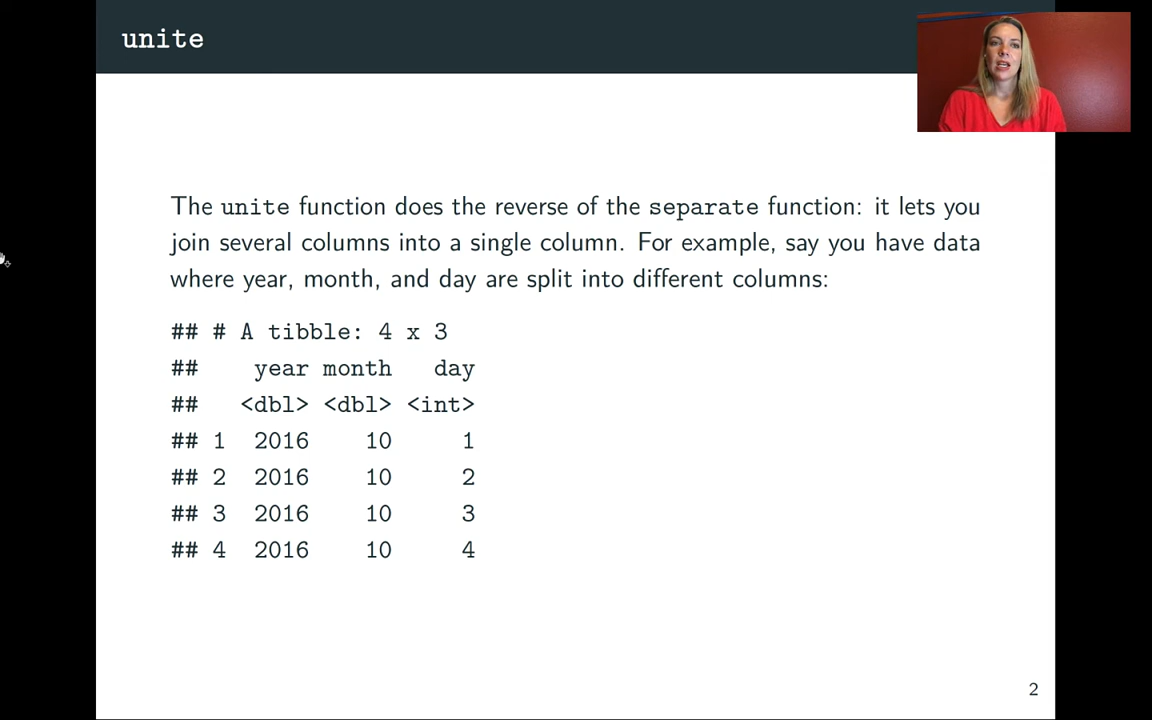 unite
The unite function does the reverse of the separate function: it lets you
join several columns into a single column. For example, say you have data
where year, month, and day are split into different columns:
## # A tibble: 4 x 3
##    year month   day
##   <dbl> <dbl> <int>
## 1  2016    10     1
## 2  2016    10     2
## 3  2016    10     3
## 4  2016    10     4
2